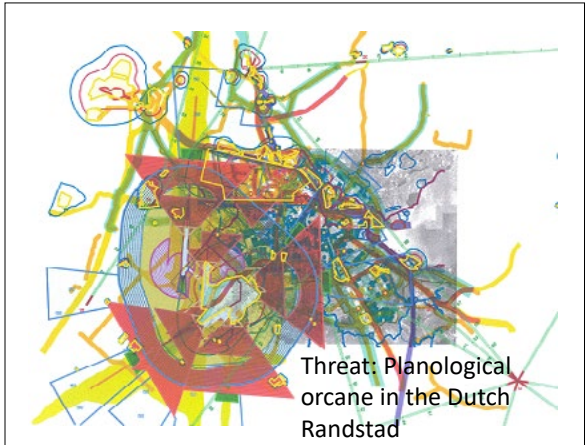 Threat: Planological
orcane in the Dutch
Randstad